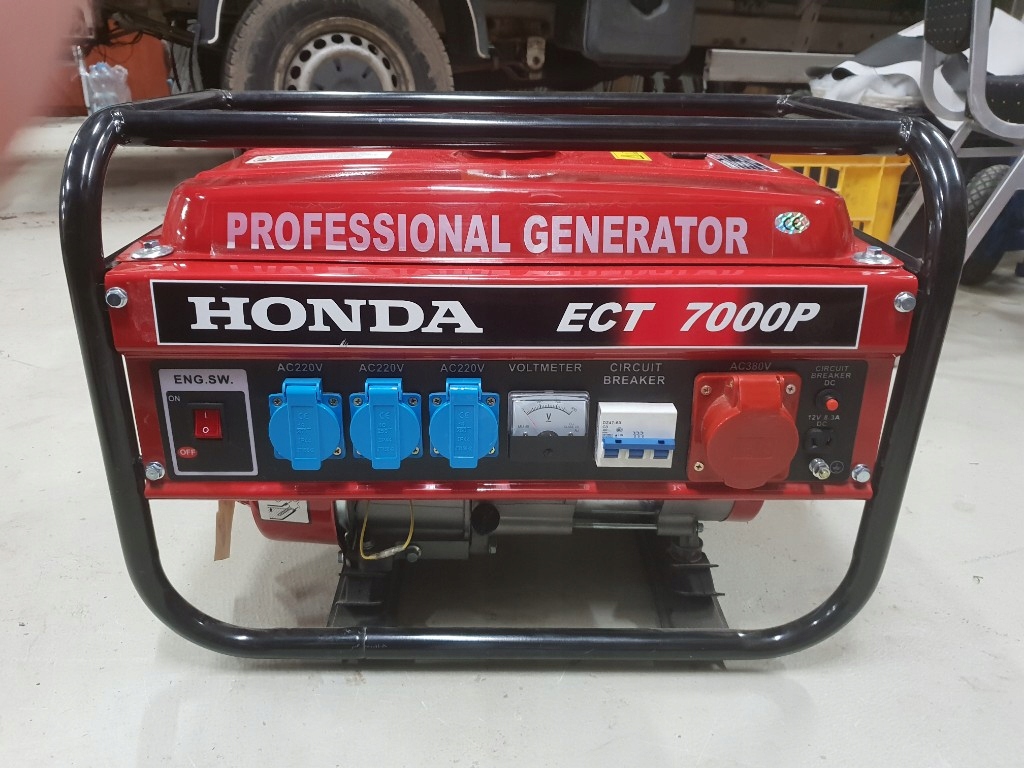 PROFESSIONAL GENERATOR
HONDA ECT 7000P
ENG.SW.
ON
OFF
AC220V
AC220V
AC220V
VOLTMETER
V
CIRCUIT
BREAKER
AC380V
CIRCUIT
BREAKER
DC
12V 8.3A
DC